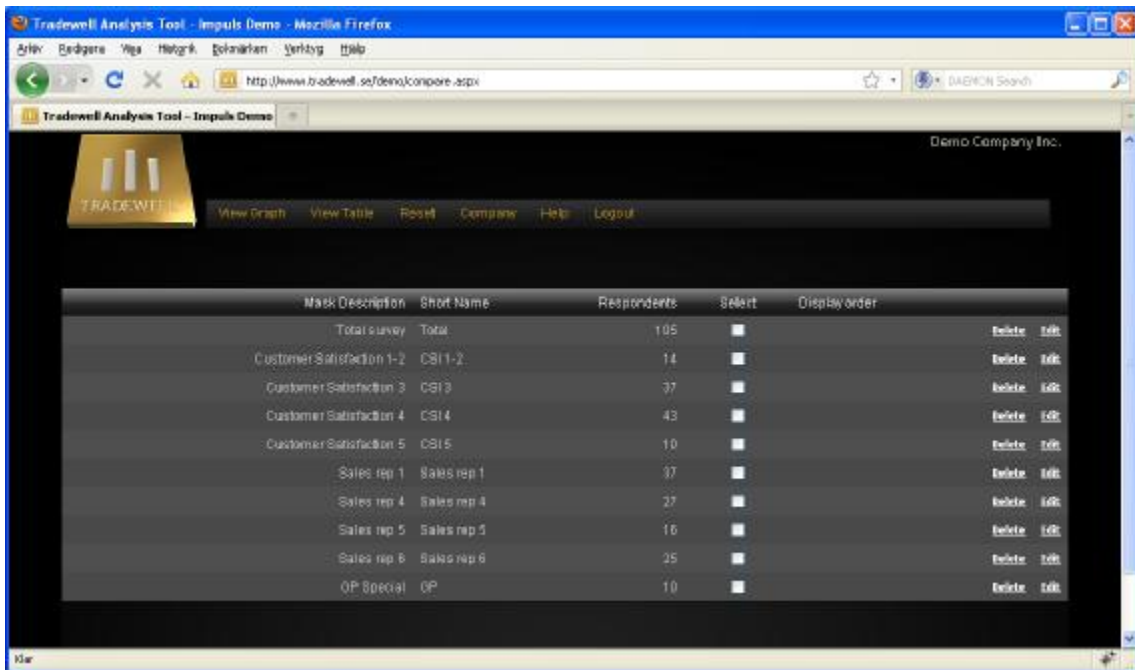 Tradewell Analysis Tool - Impuls Demo - Mozilla Firefox
Arkiv Redigera Visa Historik Bokmärken Verktyg Hjälp
http://www.tradewell.se/demo/compare.aspx DAEMON Search
Tradewell Analysis Tool - Impuls Demo
Demo Company Inc.
TRADEWELL
View Graph View Table Reset Company Help Logout
Mask Description Short Name Respondents Select Display order
Total survey Total 105 Delete Edit
Customer Satisfaction 1-2 CSI 1-2 14 Delete Edit
Customer Satisfaction 3 CSI 3 37 Delete Edit
Customer Satisfaction 4 CSI 4 43 Delete Edit
Customer Satisfaction 5 CSI 5 10 Delete Edit
Sales rep 1 Sales rep 1 37 Delete Edit
Sales rep 4 Sales rep 4 27 Delete Edit
Sales rep 5 Sales rep 5 16 Delete Edit
Sales rep 6 Sales rep 6 25 Delete Edit
OP Special OP 10 Delete Edit
Klar